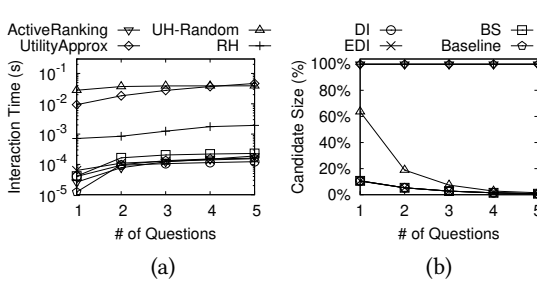 ActiveRanking UH-Random DI BS
UtilityApprox RH EDI Baseline
Interaction Time (s)
10-1
10-2
10-3
10-4
10-5
1 2 3 4 5
# of Questions
(a)
Candidate Size (%)
100%
80%
60%
40%
20%
0%
1 2 3 4 5
# of Questions
(b)